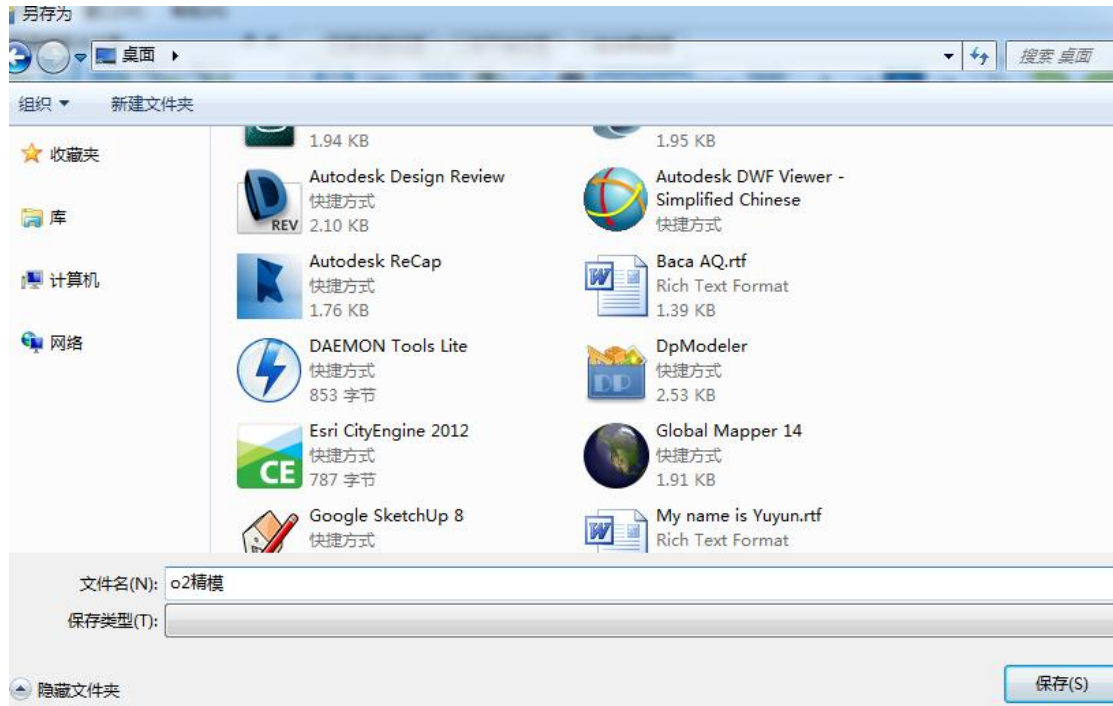 另存为
桌面
搜索 桌面
组织
新建文件夹
收藏夹
库
计算机
网络
1.94 KB
1.95 KB
Autodesk Design Review
快捷方式
REV
2.10 KB
Autodesk DWF Viewer -
Simplified Chinese
快捷方式
Autodesk ReCap
快捷方式
1.76 KB
Baca AQ.rtf
Rich Text Format
1.39 KB
DAEMON Tools Lite
快捷方式
853 字节
DpModeler
快捷方式
DP
2.53 KB
Esri CityEngine 2012
快捷方式
CE
787 字节
Global Mapper 14
快捷方式
1.91 KB
Google SketchUp 8
快捷方式
My name is Yuyun.rtf
Rich Text Format
文件名(N): o2精模
保存类型(T):
隐藏文件夹
保存(S)